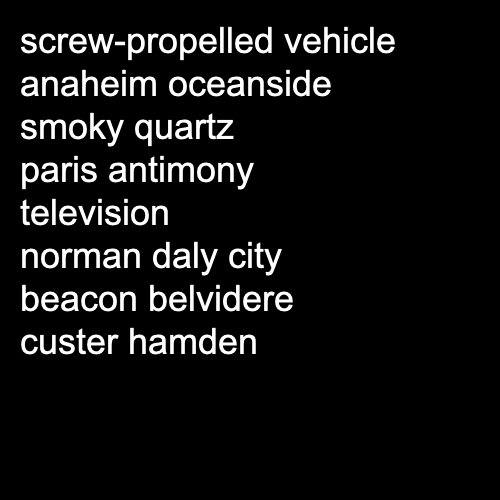 screw-propelled vehicle
anaheim oceanside
smoky quartz
paris antimony
television
norman daly city
beacon belvidere
custer hamden